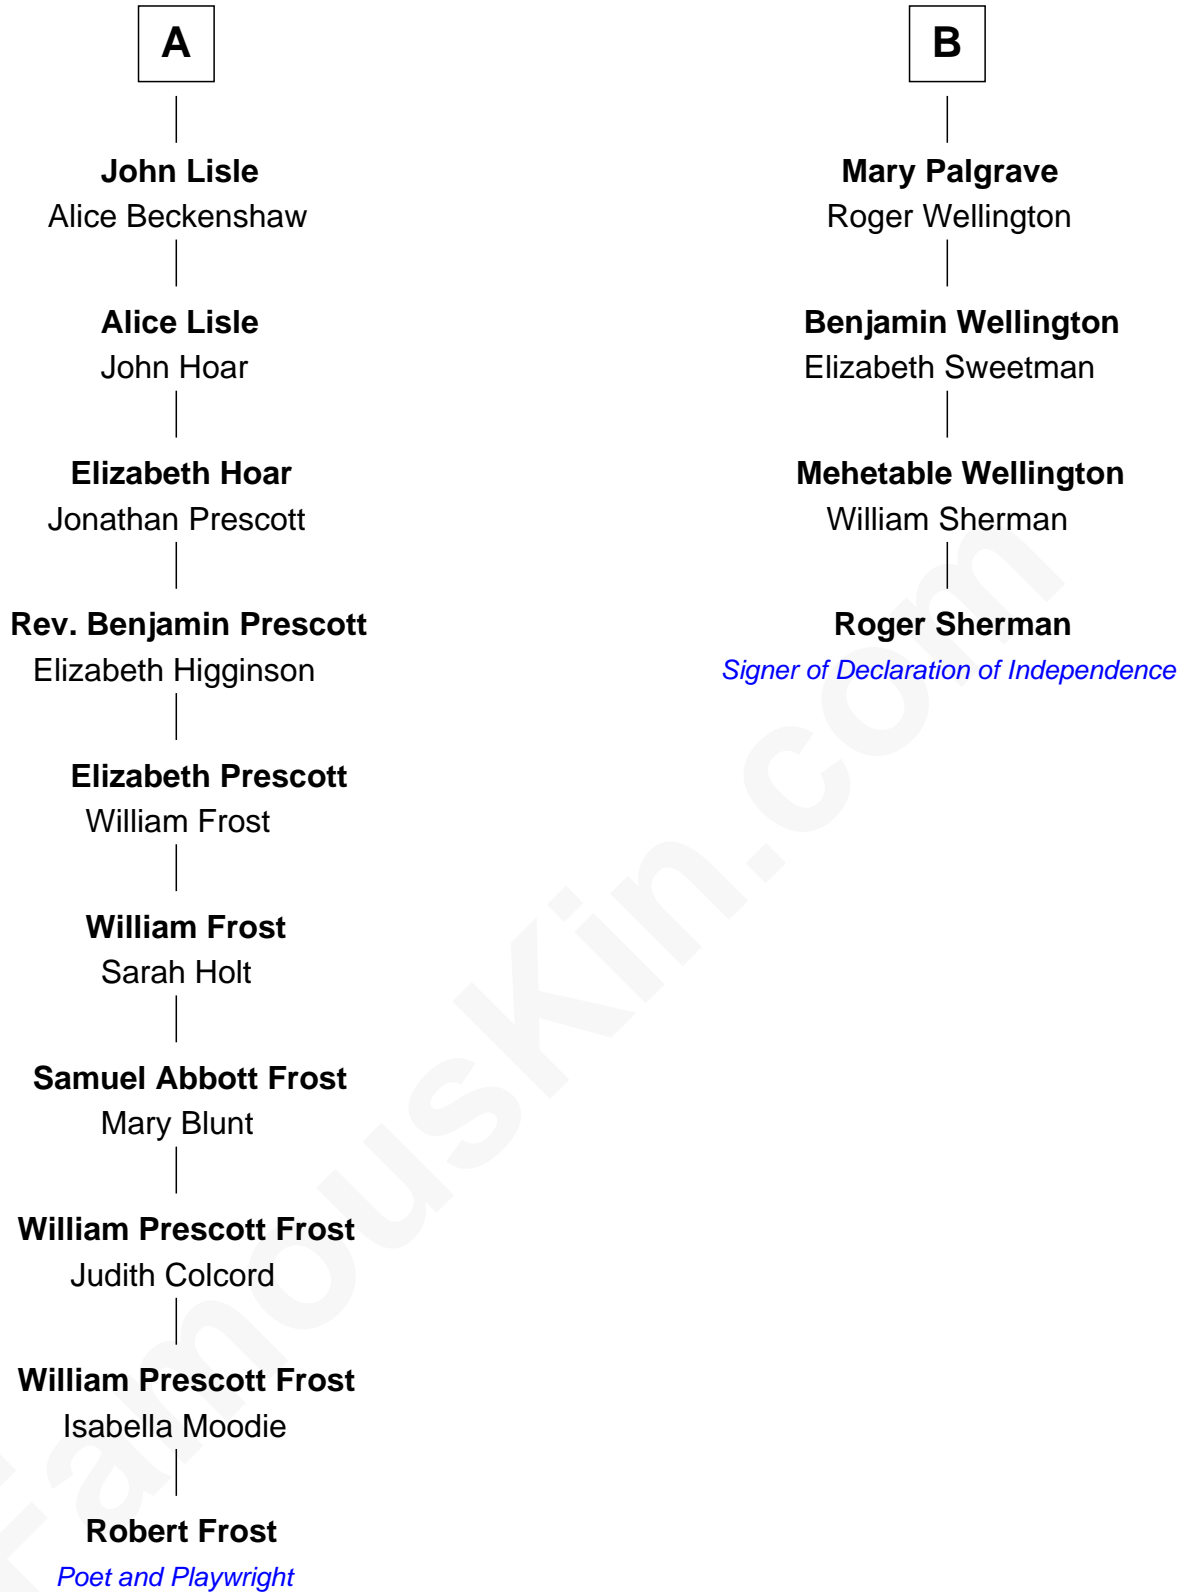 A
John Lisle
Alice Beckenshaw
Alice Lisle
John Hoar
Elizabeth Hoar
Jonathan Prescott
Rev. Benjamin Prescott
Elizabeth Higginson
Elizabeth Prescott
William Frost
William Frost
Sarah Holt
Samuel Abbott Frost
Mary Blunt
William Prescott Frost
Judith Colcord
William Prescott Frost
Isabella Moodie
Robert Frost
Poet and Playwright
B
Mary Palgrave
Roger Wellington
Benjamin Wellington
Elizabeth Sweetman
Mehetable Wellington
William Sherman
Roger Sherman
Signer of Declaration of Independence
FamousKin.com